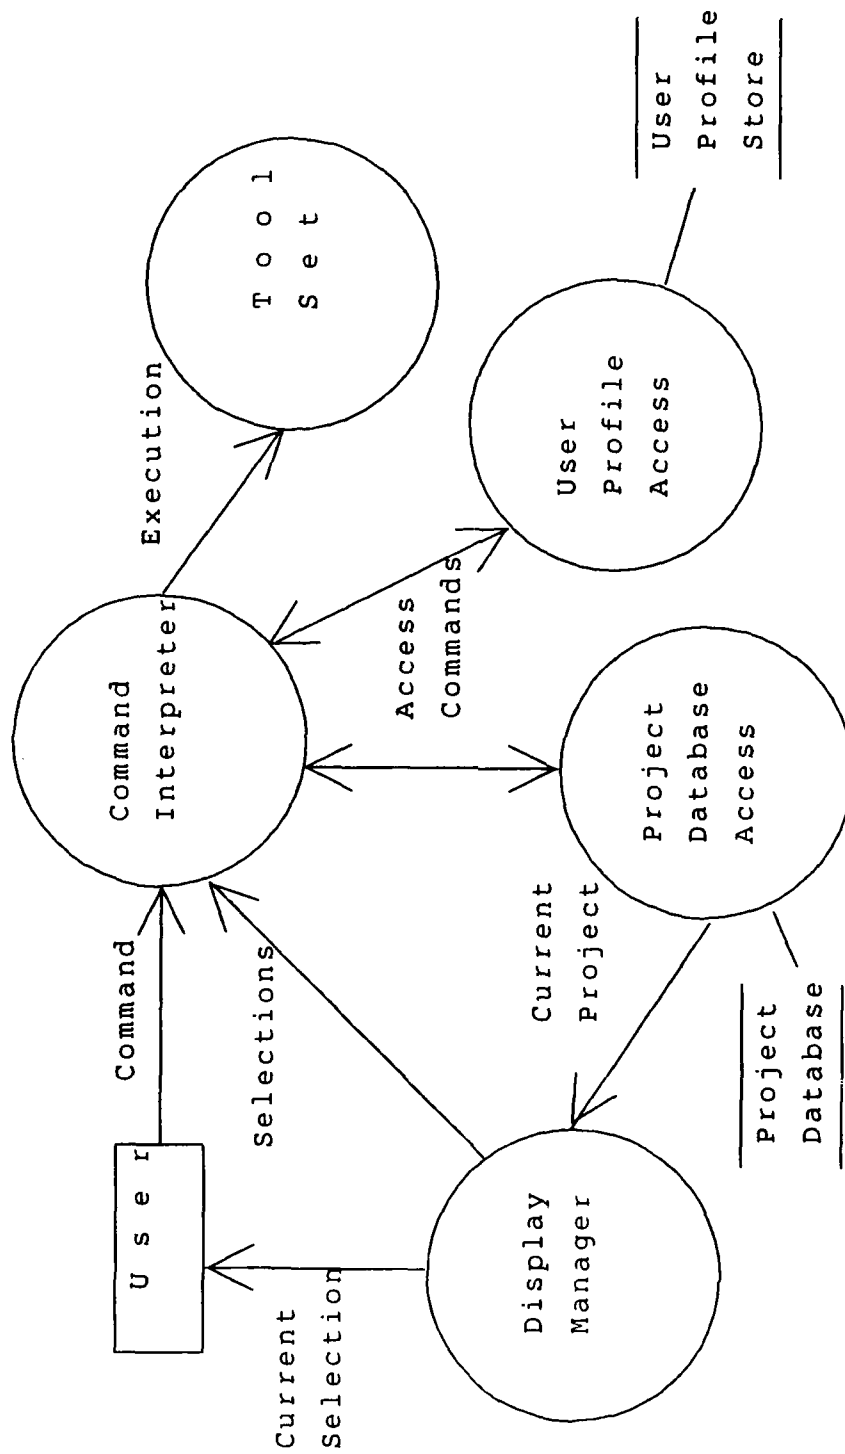 User
Command
Current
Selection
Selections
Command
Interpreter
Execution
Tool
Set
Access
Commands
Display
Manager
Current
Project
Project
Database
Access
User
Profile
Access
Project
Database
User
Profile
Store